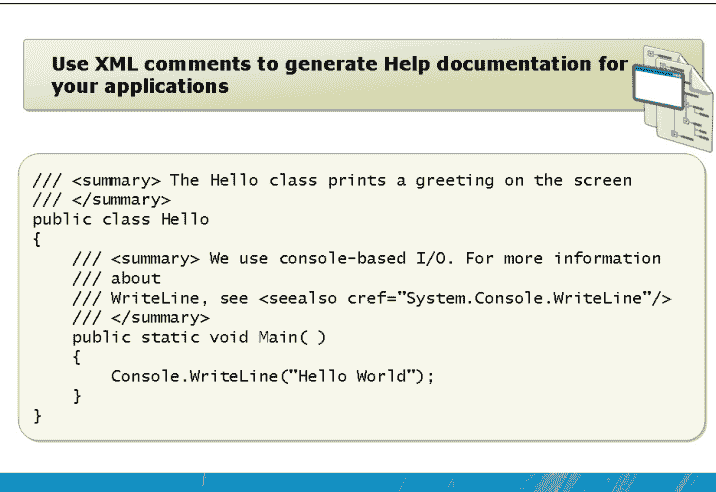 Use XML comments to generate Help documentation for
your applications
/// <summary> The Hello class prints a greeting on the screen
/// </summary>
public class Hello
{
    /// <summary> We use console-based I/O. For more information
    /// about
    /// WriteLine, see <seealso cref="System.Console.WriteLine"/>
    /// </summary>
    public static void Main( )
    {
        Console.WriteLine("Hello World");
    }
}